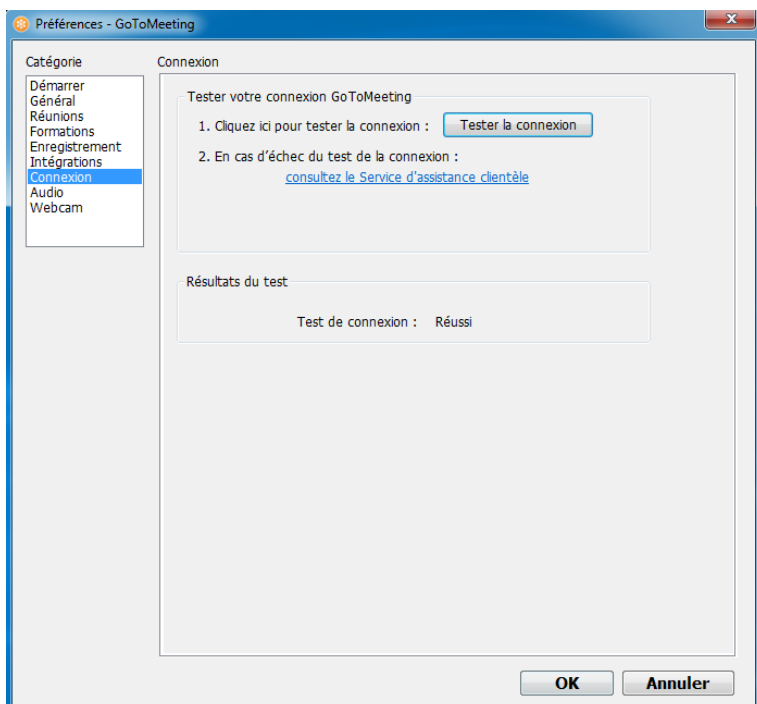 Préférences - GoToMeeting
Catégorie
Démarrer
Général
Réunions
Formations
Enregistrement
Intégrations
Connexion
Audio
Webcam
Connexion
Tester votre connexion GoToMeeting
1. Cliquez ici pour tester la connexion : Tester la connexion
2. En cas d'échec du test de la connexion :
consultez le Service d'assistance clientèle
Résultats du test
Test de connexion : Réussi
OK Annuler